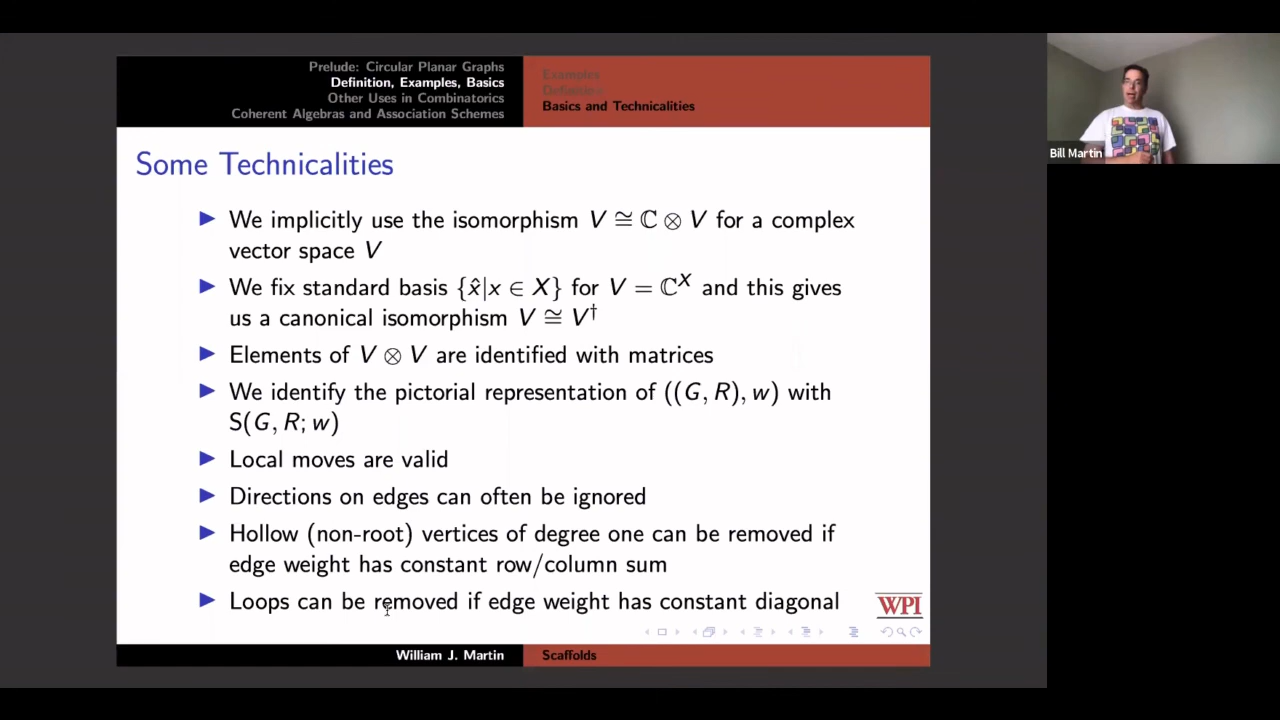 Prelude: Circular Planar Graphs
Definition, Examples, Basics
Other Uses in Combinatorics
Coherent Algebras and Association Schemes
Examples
Definition
Basics and Technicalities
Bill Martin
Some Technicalities
▶ We implicitly use the isomorphism V ≅ ℂ ⊗ V for a complex
vector space V
▶ We fix standard basis {x̂|x ∈ X} for V = ℂ^X and this gives
us a canonical isomorphism V ≅ V†
▶ Elements of V ⊗ V are identified with matrices
▶ We identify the pictorial representation of ((G, R), w) with
S(G, R; w)
▶ Local moves are valid
▶ Directions on edges can often be ignored
▶ Hollow (non-root) vertices of degree one can be removed if
edge weight has constant row/column sum
▶ Loops can be removed if edge weight has constant diagonal
WPI
William J. Martin
Scaffolds